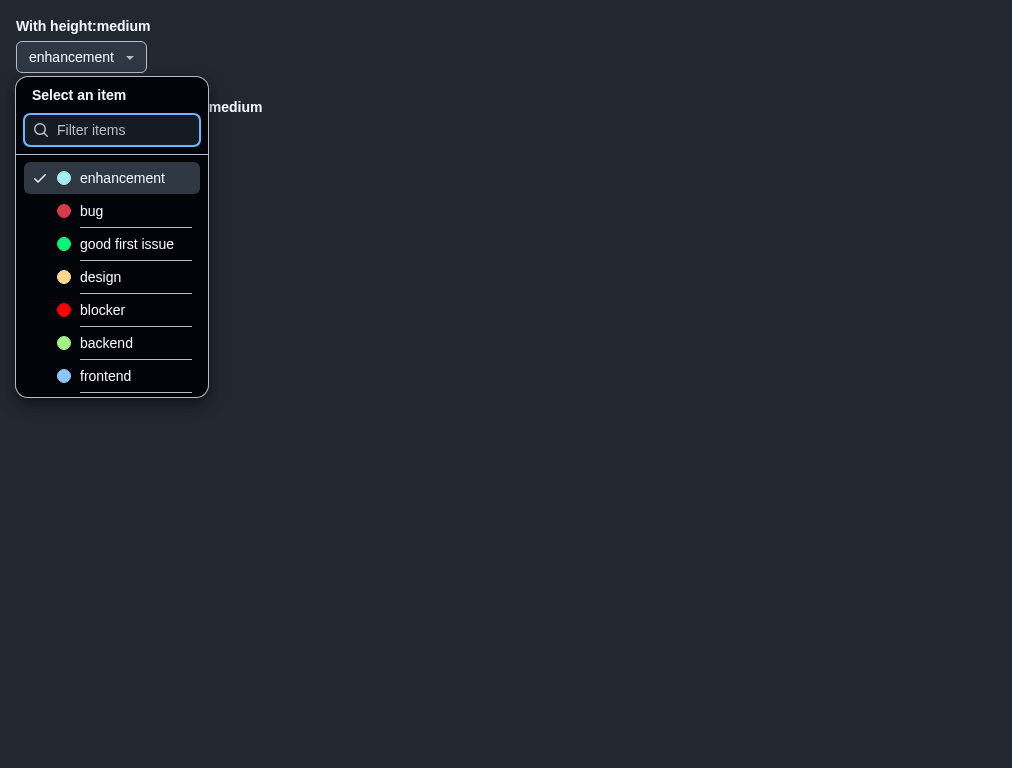 With height:medium
enhancement
Select an item
medium
Filter items
enhancement
bug
good first issue
design
blocker
backend
frontend